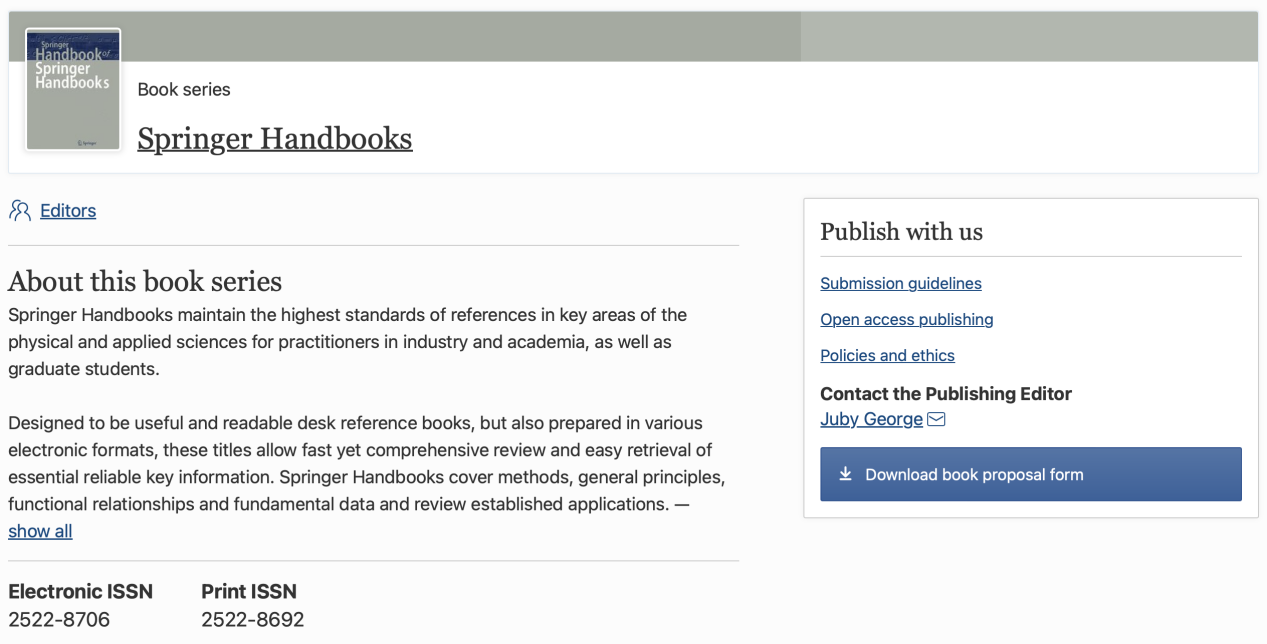 Springer
Handbook of
Springer
Handbooks
Springer
Book series
Springer Handbooks
Editors
About this book series
Springer Handbooks maintain the highest standards of references in key areas of the
physical and applied sciences for practitioners in industry and academia, as well as
graduate students.
Designed to be useful and readable desk reference books, but also prepared in various
electronic formats, these titles allow fast yet comprehensive review and easy retrieval of
essential reliable key information. Springer Handbooks cover methods, general principles,
functional relationships and fundamental data and review established applications. —
show all
Electronic ISSN
2522-8706
Print ISSN
2522-8692
Publish with us
Submission guidelines
Open access publishing
Policies and ethics
Contact the Publishing Editor
Juby George
Download book proposal form